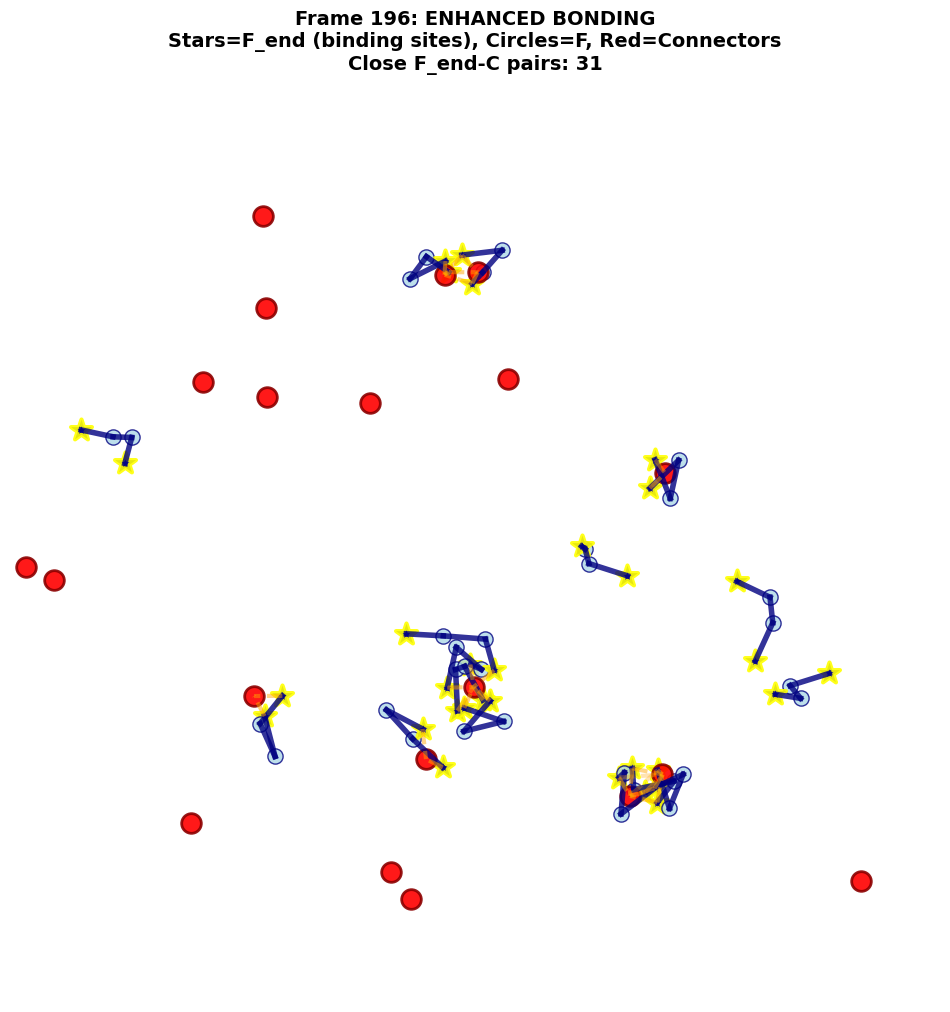 Frame 196: ENHANCED BONDING
Stars=F_end (binding sites), Circles=F, Red=Connectors
Close F_end-C pairs: 31